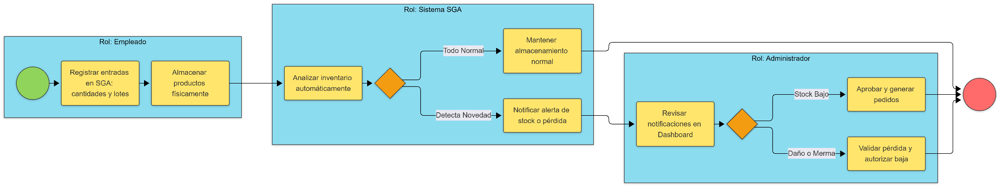 Rol: Empleado
Registrar entradas
en SGA:
cantidades y lotes
Almacenar
productos
físicamente
Rol: Sistema SGA
Analizar inventario
automáticamente
Todo Normal
Mantener
almacenamiento
normal
Detecta Novedad
Notificar alerta de
stock o pérdida
Rol: Administrador
Revisar
notificaciones en
Dashboard
Stock Bajo
Aprobar y generar
pedidos
Daño o Merma
Validar pérdida y
autorizar baja